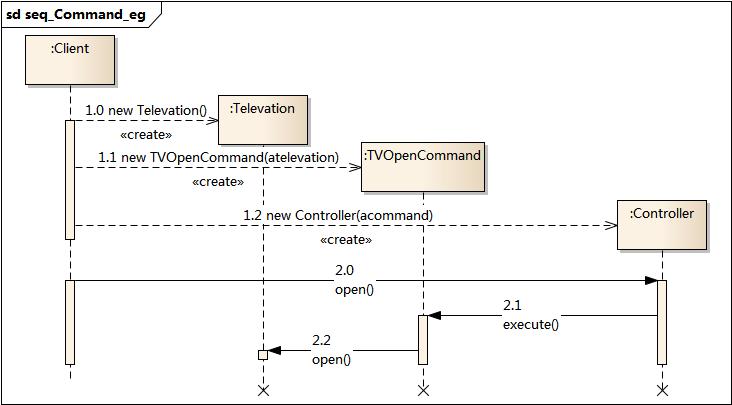 sd seq_Command_eg
:Client
1.0 new Televation()
«create»
:Televation
1.1 new TVOpenCommand(atelevation)
«create»
:TVOpenCommand
1.2 new Controller(acommand)
«create»
:Controller
2.0
open()
2.1
execute()
2.2
open()